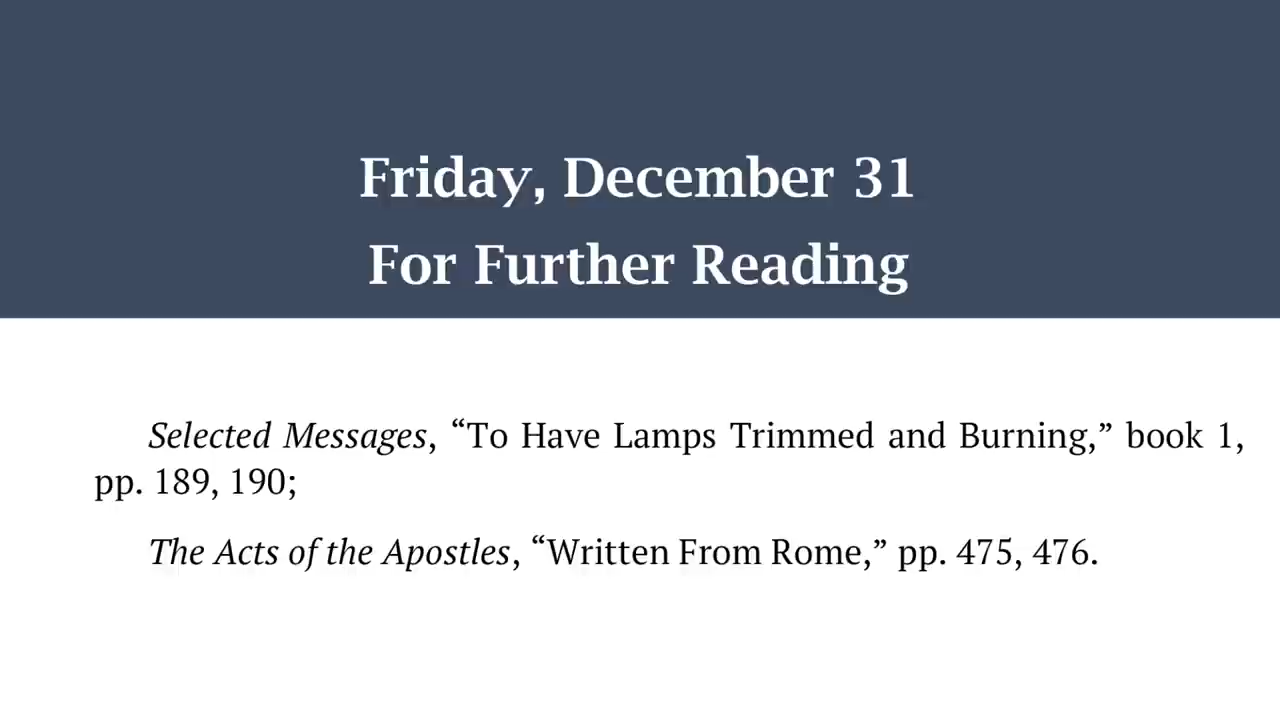 Friday, December 31
For Further Reading
Selected Messages, “To Have Lamps Trimmed and Burning,” book 1,
pp. 189, 190;
The Acts of the Apostles, “Written From Rome,” pp. 475, 476.